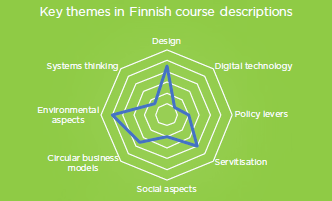 Key themes in Finnish course descriptions
Design
Systems thinking
Digital technology
Environmental
aspects
Policy levers
Circular business
models
Servitisation
Social aspects